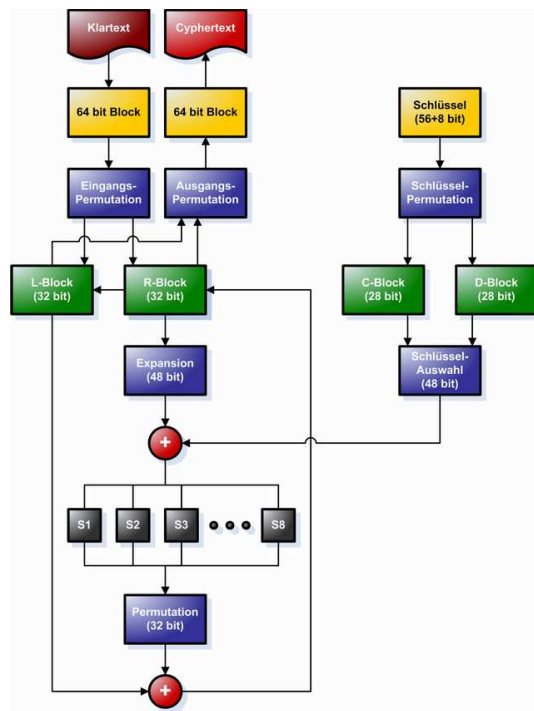 Klartext
Cyphertext
64 bit Block
64 bit Block
Schlüssel
(56+8 bit)
Eingangs-
Permutation
Ausgangs-
Permutation
Schlüssel-
Permutation
L-Block
(32 bit)
R-Block
(32 bit)
C-Block
(28 bit)
D-Block
(28 bit)
Expansion
(48 bit)
Schlüssel-
Auswahl
(48 bit)
+
S1
S2
S3
S8
Permutation
(32 bit)
+